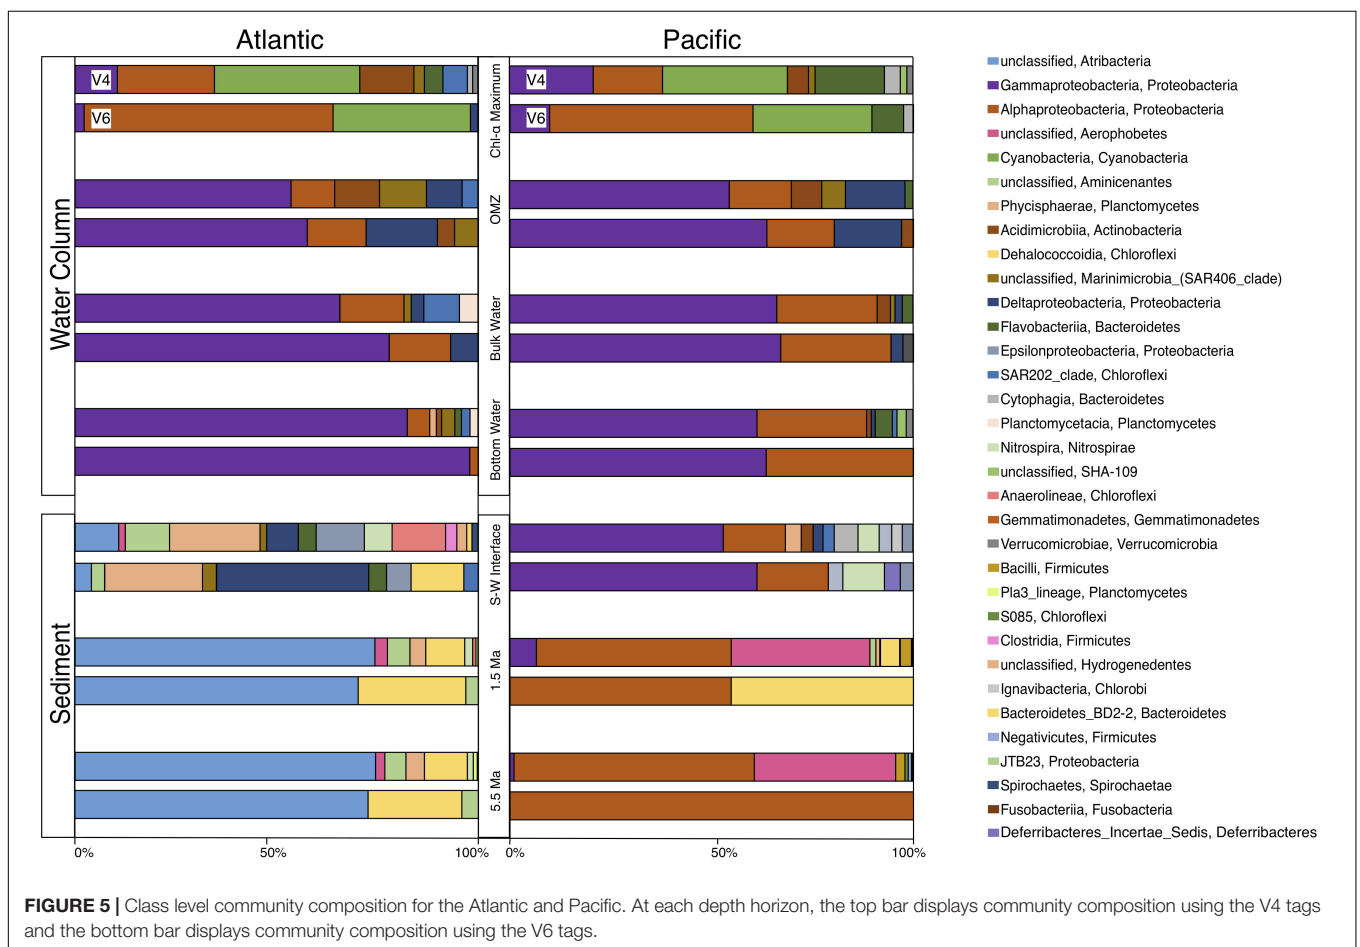 Atlantic
Pacific
Water Column
Sediment
V4
V6
V4
V6
Chl-α Maximum
OMZ
Bulk Water
Bottom Water
S-W Interface
1.5 Ma
5.5 Ma
0%
50%
100%
0%
50%
100%
unclassified, Atribacteria
Gammaproteobacteria, Proteobacteria
Alphaproteobacteria, Proteobacteria
unclassified, Aerophobetes
Cyanobacteria, Cyanobacteria
unclassified, Aminicenantes
Phycisphaerae, Planctomycetes
Acidimicrobiia, Actinobacteria
Dehalococcoidia, Chloroflexi
unclassified, Marinimicrobia_(SAR406_clade)
Deltaproteobacteria, Proteobacteria
Flavobacteriia, Bacteroidetes
Epsilonproteobacteria, Proteobacteria
SAR202_clade, Chloroflexi
Cytophagia, Bacteroidetes
Planctomycetacia, Planctomycetes
Nitrospira, Nitrospirae
unclassified, SHA-109
Anaerolineae, Chloroflexi
Gemmatimonadetes, Gemmatimonadetes
Verrucomicrobiae, Verrucomicrobia
Bacilli, Firmicutes
Pla3_lineage, Planctomycetes
S085, Chloroflexi
Clostridia, Firmicutes
unclassified, Hydrogenedentes
Ignavibacteria, Chlorobi
Bacteroidetes_BD2-2, Bacteroidetes
Negativicutes, Firmicutes
JTB23, Proteobacteria
Spirochaetes, Spirochaetae
Fusobacteriia, Fusobacteria
Deferribacteres_Incertae_Sedis, Deferribacteres
FIGURE 5 | Class level community composition for the Atlantic and Pacific. At each depth horizon, the top bar displays community composition using the V4 tags
and the bottom bar displays community composition using the V6 tags.